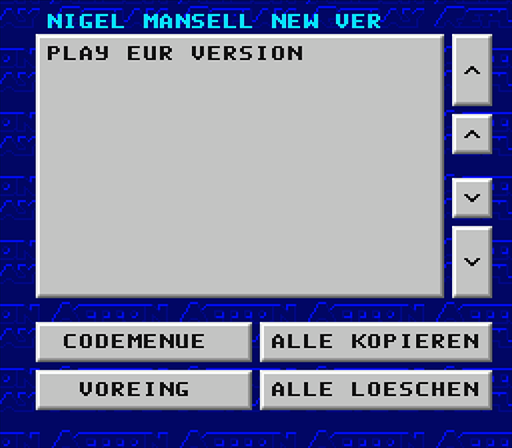 NIGEL MANSELL NEW VER
PLAY EUR VERSION
CODEMENUE
ALLE KOPIEREN
VOREING
ALLE LOESCHEN